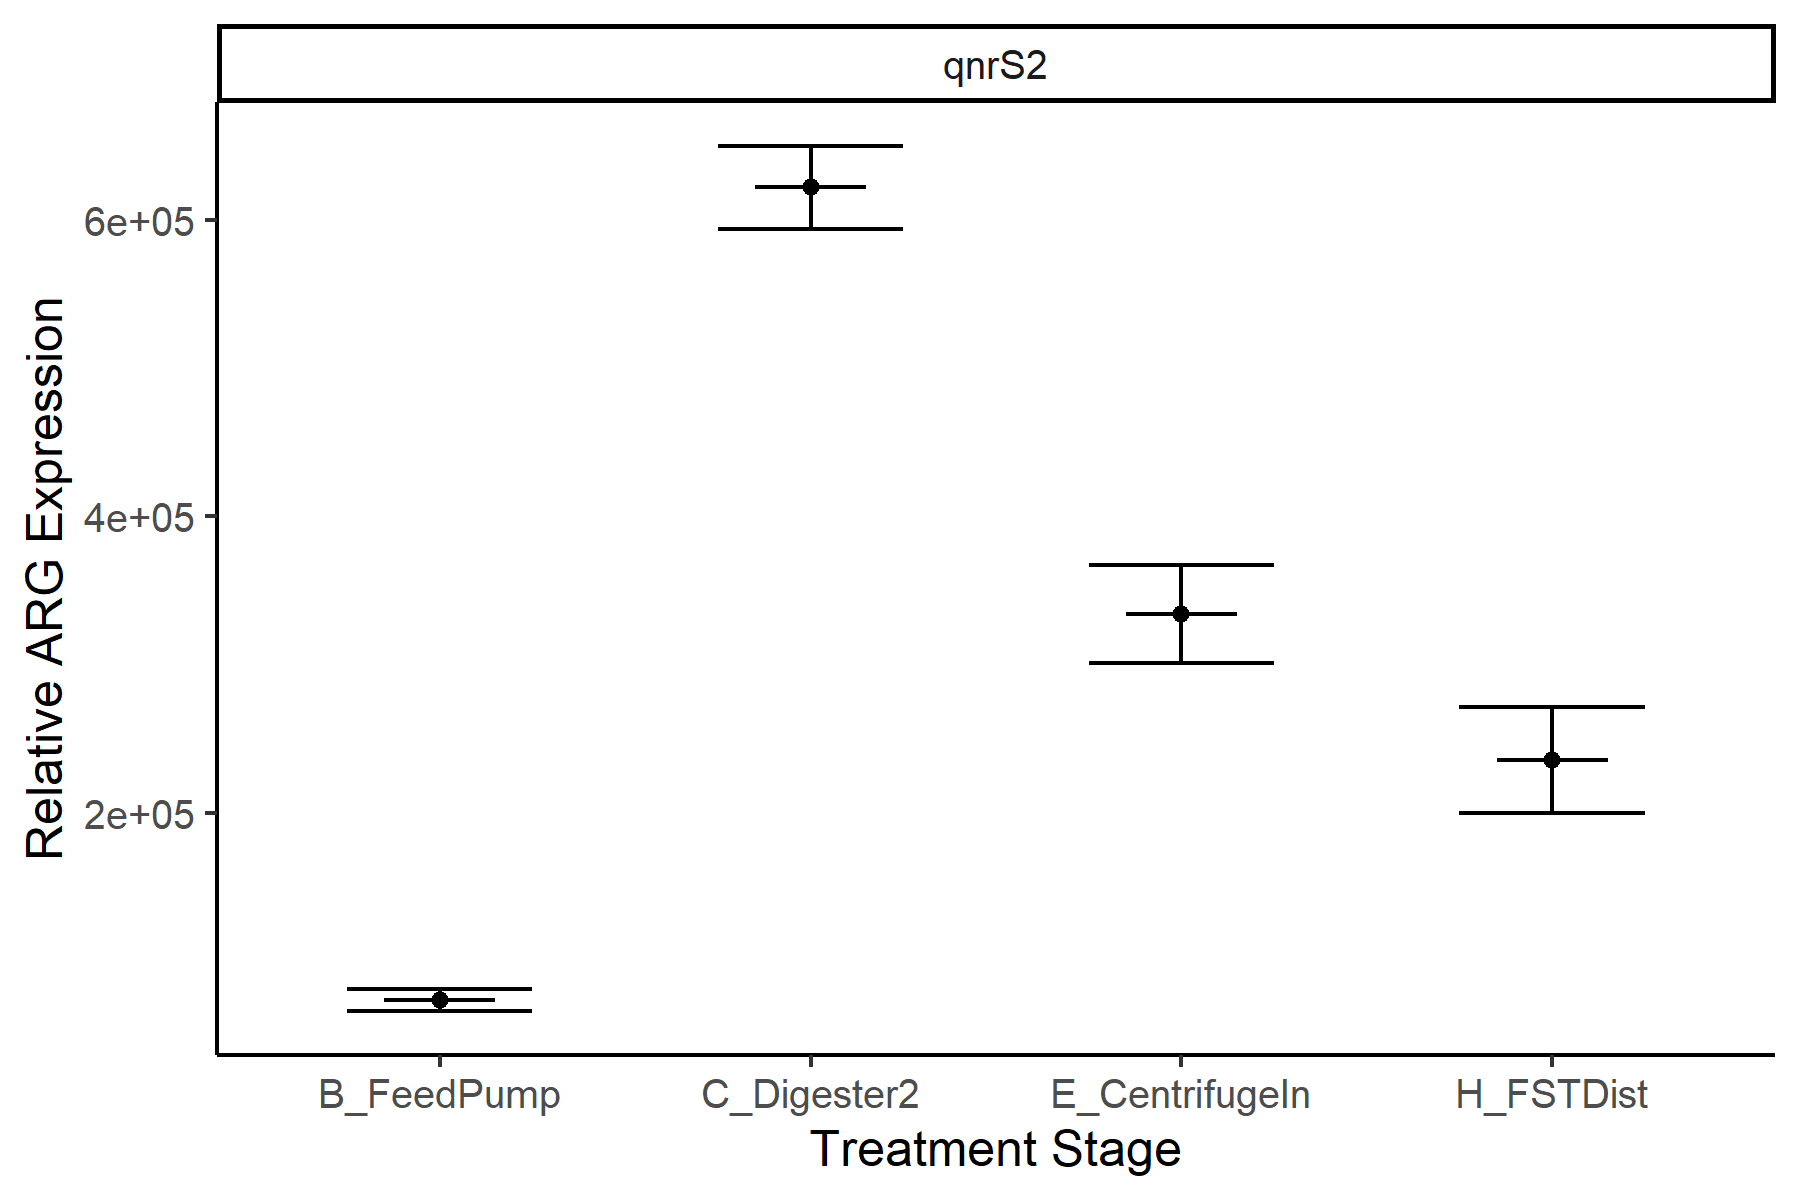 qnrS2
Relative ARG Expression
6e+05
4e+05
2e+05
B_FeedPump
C_Digester2
E_CentrifugeIn
H_FSTDist
Treatment Stage